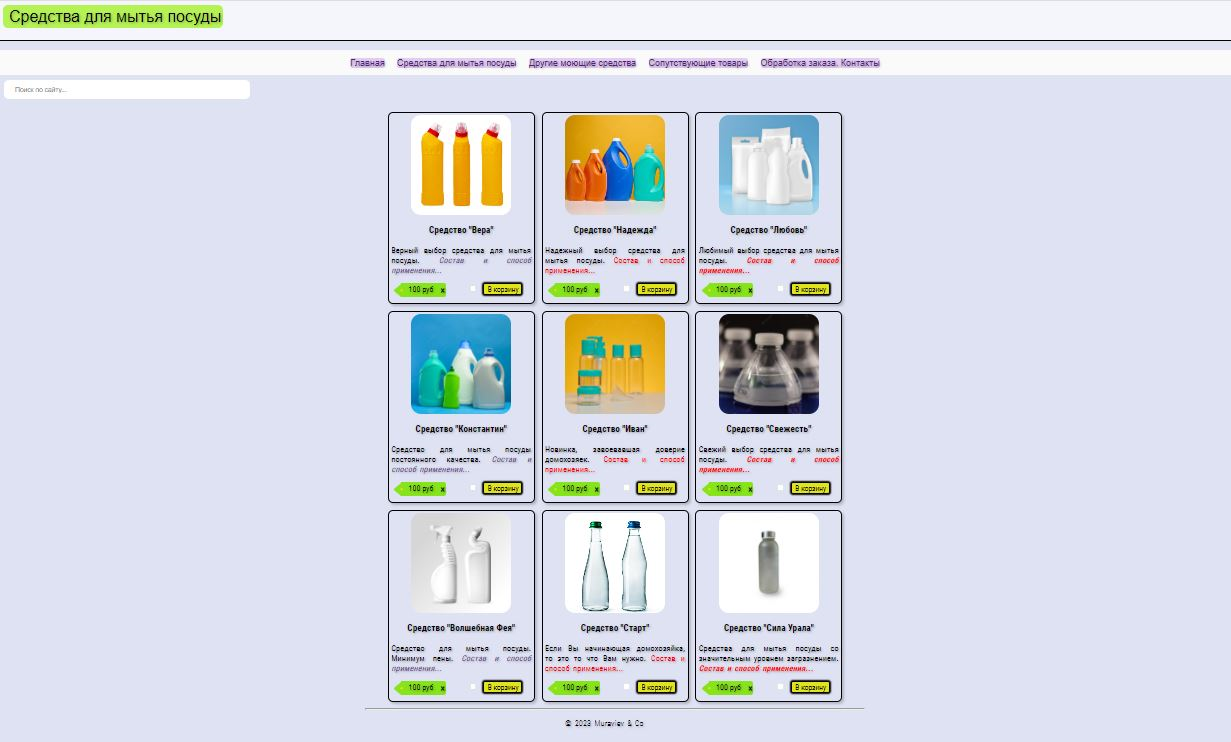 Средства для мытья посуды
Главная Средства для мытья посуды Другие моющие средства Сопутствующие товары Обработка заказа. Контакты
Поиск по сайту...
Средство "Вера"
Верный выбор средства для мытья
посуды. Состав и способ
применения...
100 руб x В корзину
Средство "Надежда"
Надежный выбор средства для
мытья посуды. Состав и способ
применения...
100 руб x В корзину
Средство "Любовь"
Любимый выбор средства для мытья
посуды. Состав и способ
применения...
100 руб x В корзину
Средство "Константин"
Средство для мытья посуды
постоянного качества. Состав и
способ применения...
100 руб x В корзину
Средство "Иван"
Новинка, завоевавшая доверие
домохозяек. Состав и способ
применения...
100 руб x В корзину
Средство "Свежесть"
Свежий выбор средства для мытья
посуды. Состав и способ
применения...
100 руб x В корзину
Средство "Волшебная Фея"
Средство для мытья посуды.
Минимум пены. Состав и способ
применения...
100 руб x В корзину
Средство "Старт"
Если Вы начинающая домохозяйка,
то это то что Вам нужно. Состав и
способ применения...
100 руб x В корзину
Средство "Сила Урала"
Средства для мытья посуды со
значительным уровнем загразнением.
Состав и способ применения...
100 руб x В корзину
© 2023 Muraviev & Co